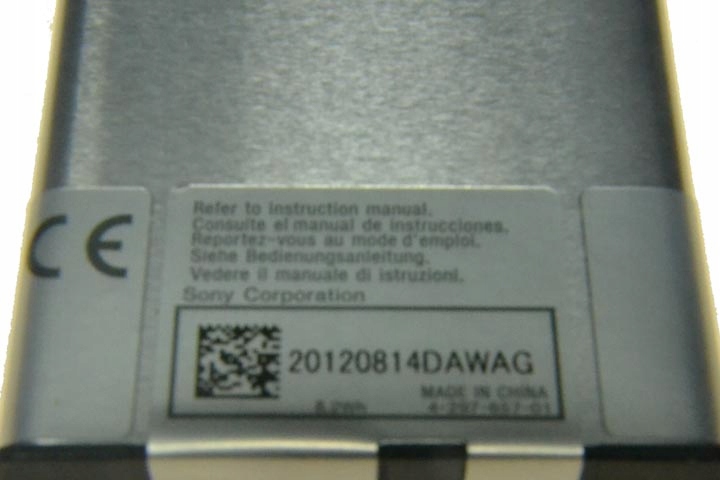 CE
Refer to instruction manual.
Consulte el manual de instrucciones.
Reportez-vous au mode d'emploi.
Siehe Bedienungsanleitung.
Vedere il manuale di istruzioni.
Sony Corporation
20120814DAWAG
MADE IN CHINA